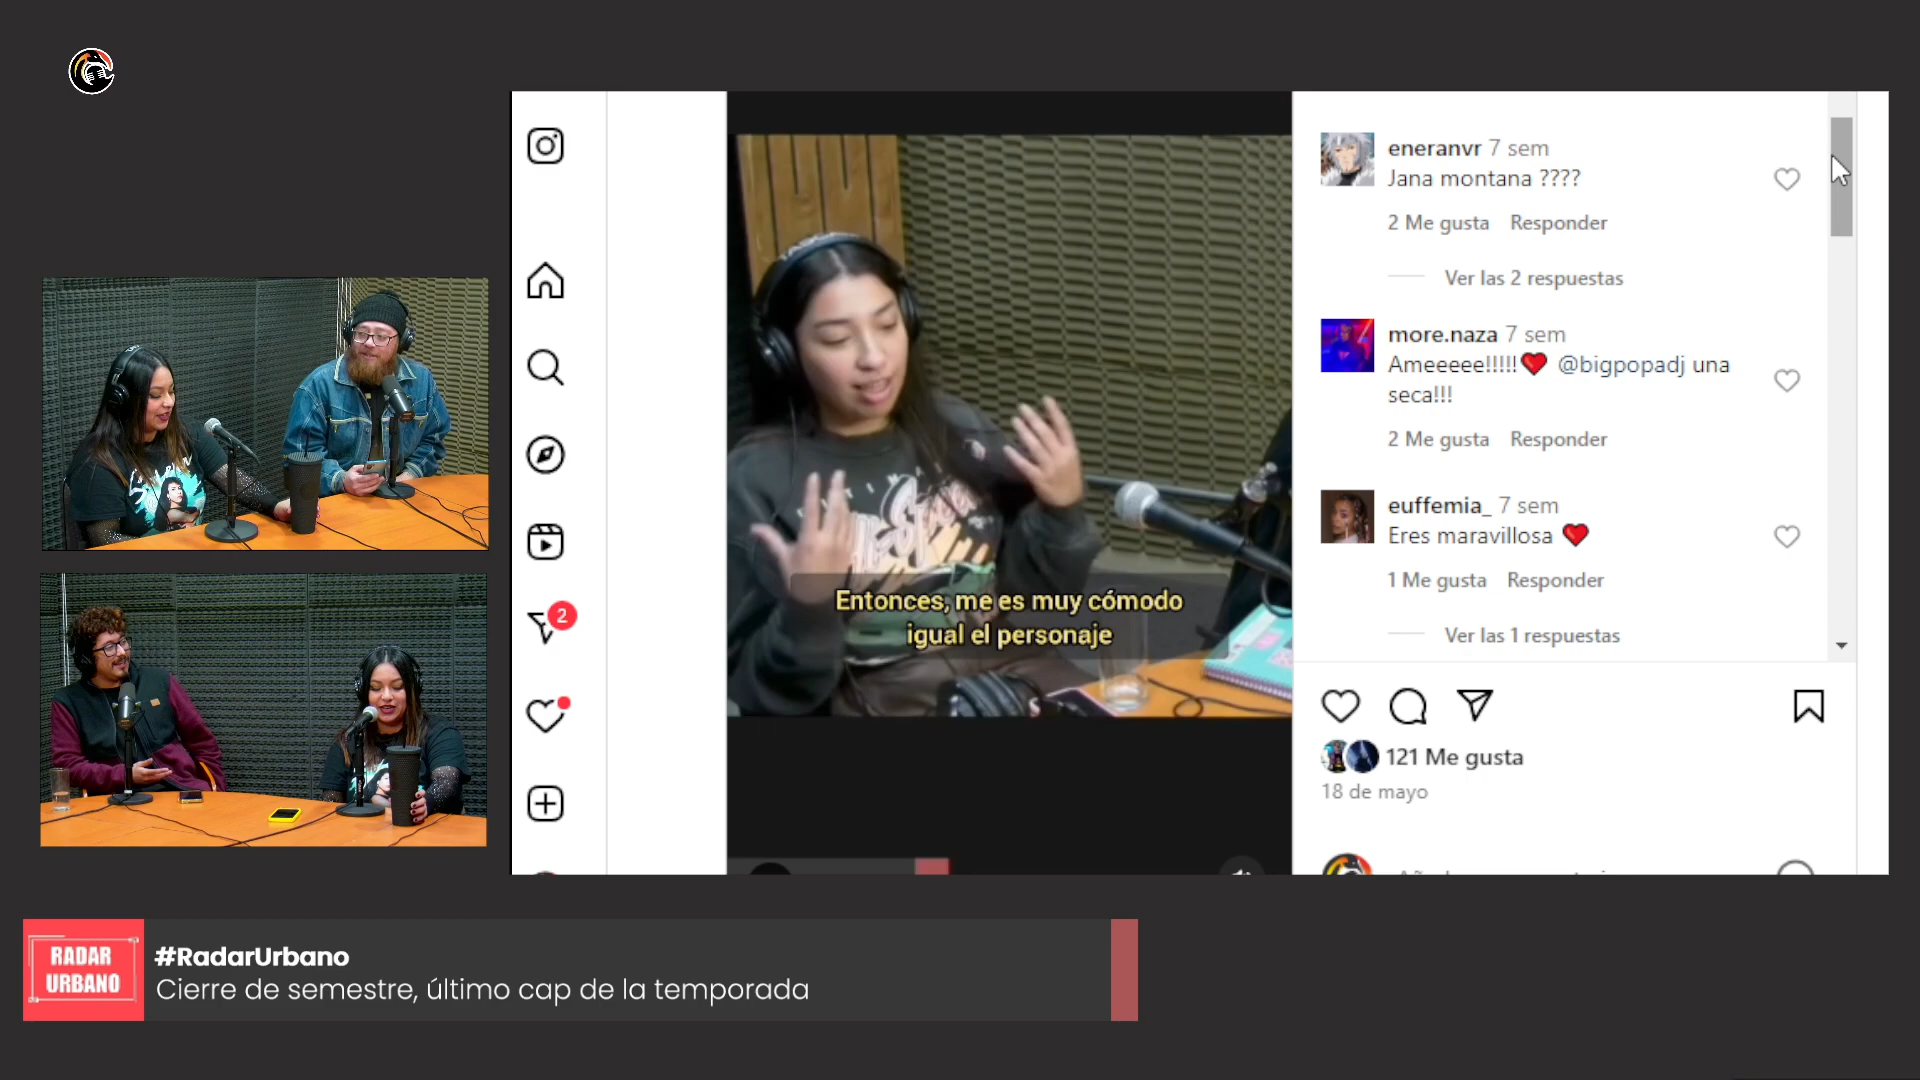 eneranvr 7 sem
Jana montana ????
2 Me gusta Responder
Ver las 2 respuestas
more.naza 7 sem
Ameeeee!!!!!❤️ @bigpopadj una
seca!!!
2 Me gusta Responder
euffemia_ 7 sem
Eres maravillosa ❤️
1 Me gusta Responder
Ver las 1 respuestas
2
Entonces, me es muy cómodo
igual el personaje
121 Me gusta
18 de mayo
RADAR
URBANO
#RadarUrbano
Cierre de semestre, último cap de la temporada